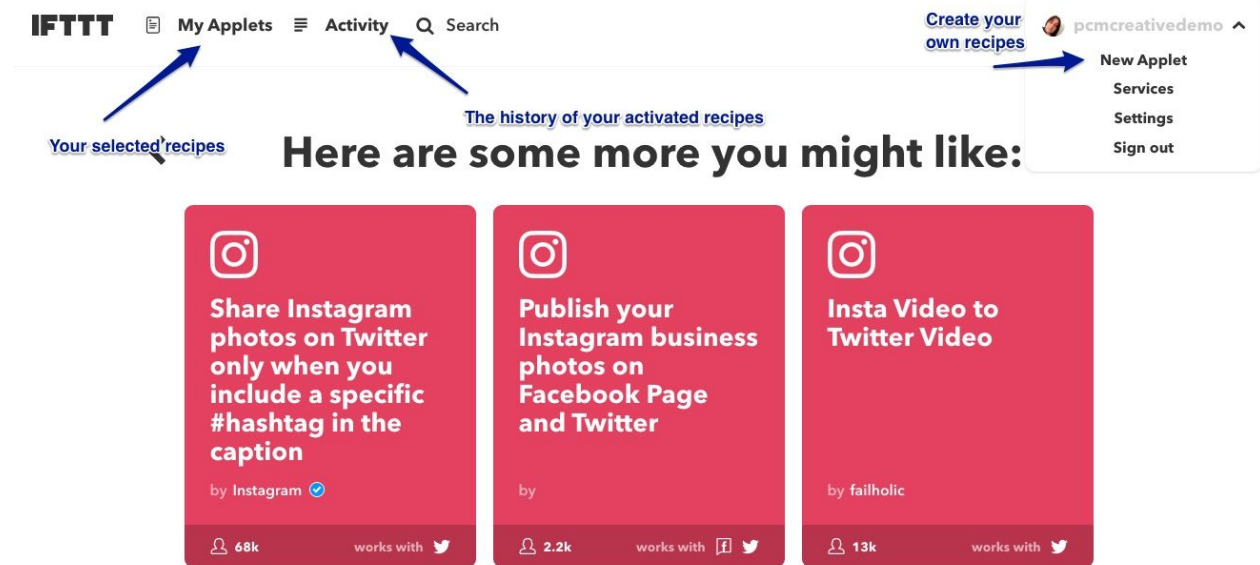 IFTTT My Applets Activity Search
Create your
own recipes
pcmcreativedemo
New Applet
Services
Settings
Sign out
Your selected recipes
The history of your activated recipes
Here are some more you might like:
Share Instagram
photos on Twitter
only when you
include a specific
#hashtag in the
caption
by Instagram
68k works with
Publish your
Instagram business
photos on
Facebook Page
and Twitter
by
2.2k works with
Insta Video to
Twitter Video
by failholic
13k works with